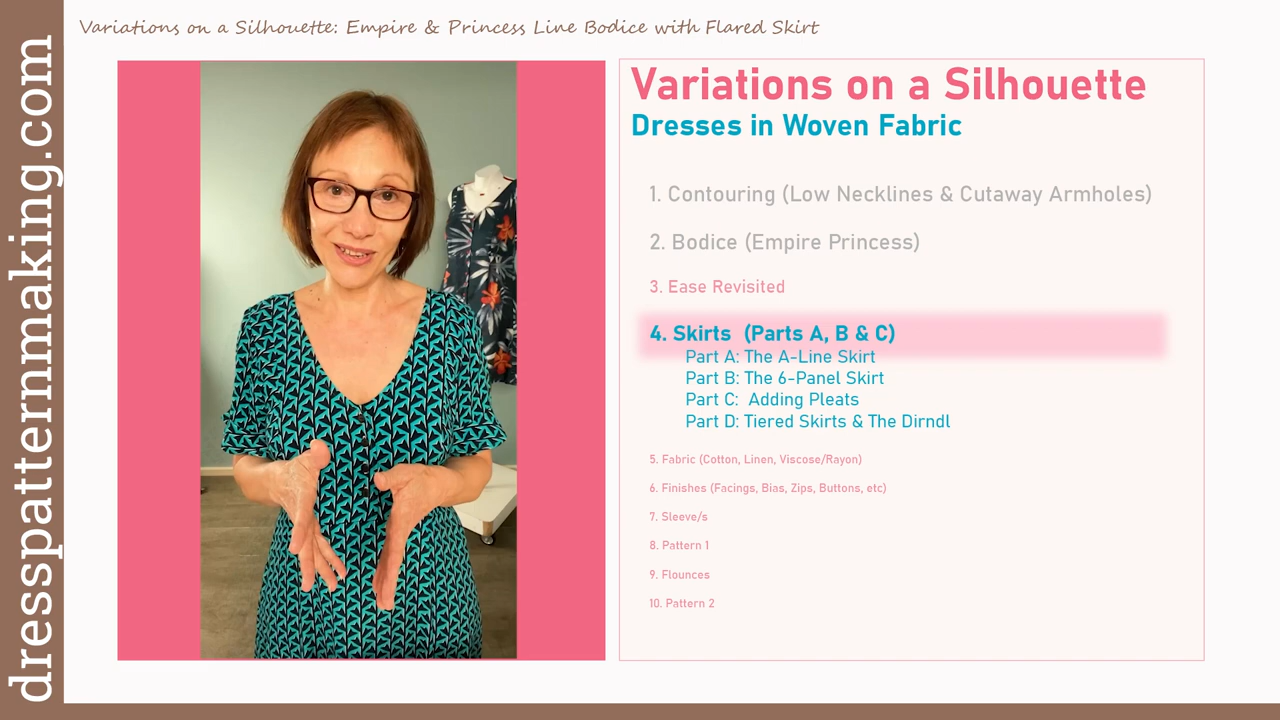 Variations on a Silhouette: Empire & Princess Line Bodice with Flared Skirt
dresspatternmaking.com
Variations on a Silhouette
Dresses in Woven Fabric
1. Contouring (Low Necklines & Cutaway Armholes)
2. Bodice (Empire Princess)
3. Ease Revisited
4. Skirts (Parts A, B & C)
Part A: The A-Line Skirt
Part B: The 6-Panel Skirt
Part C: Adding Pleats
Part D: Tiered Skirts & The Dirndl
5. Fabric (Cotton, Linen, Viscose/Rayon)
6. Finishes (Facings, Bias, Zips, Buttons, etc)
7. Sleeve/s
8. Pattern 1
9. Flounces
10. Pattern 2